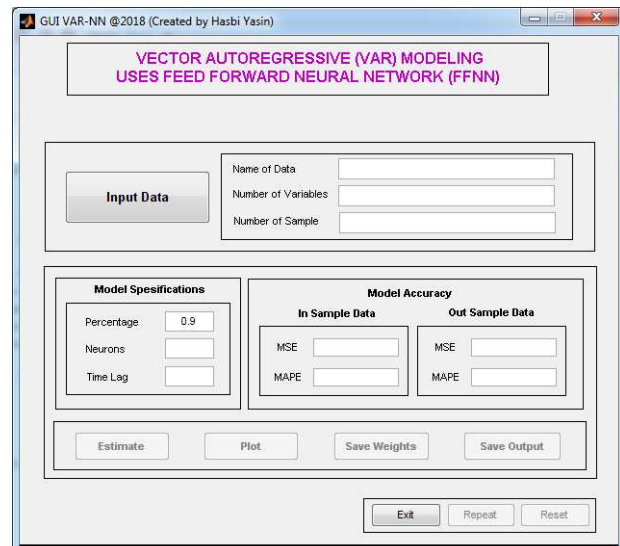 GUI VAR-NN @2018 (Created by Hasbi Yasin)
VECTOR AUTOREGRESSIVE (VAR) MODELING
USES FEED FORWARD NEURAL NETWORK (FFNN)
Input Data
Name of Data
Number of Variables
Number of Sample
Model Spesifications
Percentage 0.9
Neurons
Time Lag
Model Accuracy
In Sample Data
MSE
MAPE
Out Sample Data
MSE
MAPE
Estimate Plot Save Weights Save Output
Exit Repeat Reset